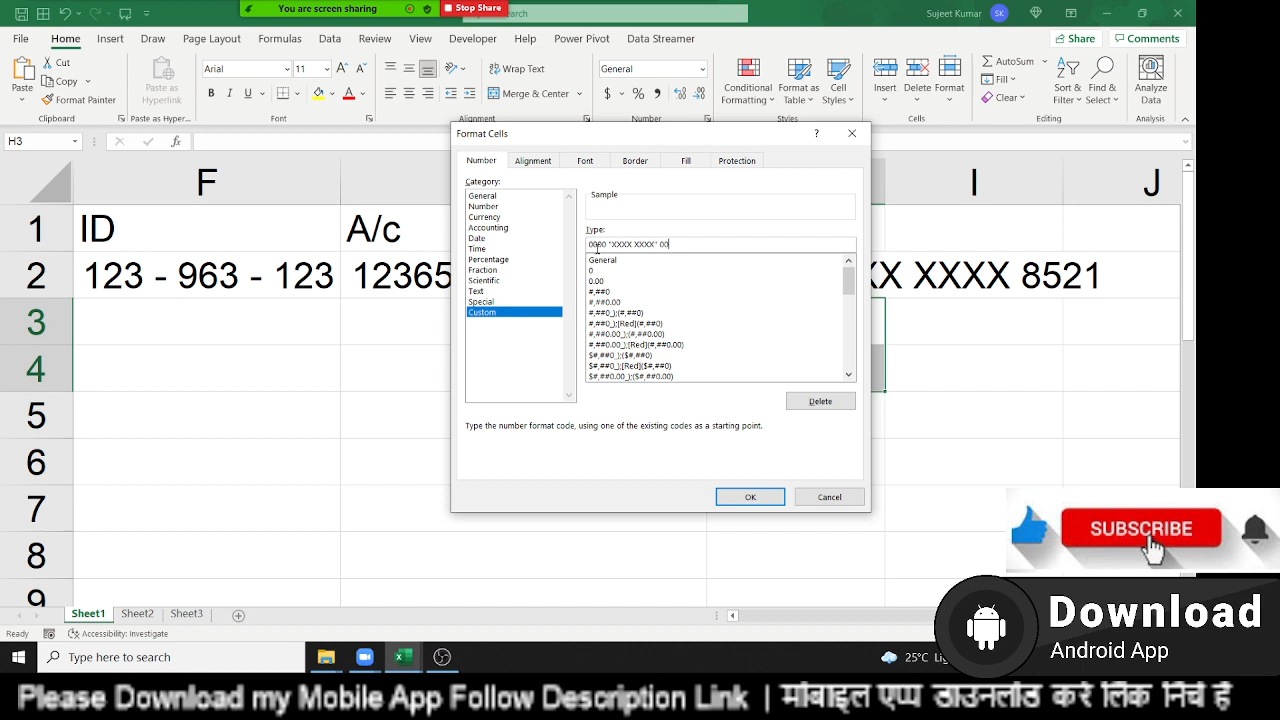 You are screen sharing
Stop Share
Search
Sujeet Kumar
SK
File Home Insert Draw Page Layout Formulas Data Review View Developer Help Power Pivot Data Streamer
Share Comments
Paste
Cut
Copy
Format Painter
Clipboard
Paste as
Hyperlink
Paste as Hyper...
Arial 11
B I U
Font
Wrap Text
Merge & Center
Alignment
General
$ % ,
Number
Conditional
Formatting
Format as
Table
Cell
Styles
Styles
Insert Delete Format
Cells
AutoSum
Fill
Clear
Sort &
Filter
Find &
Select
Editing
Analyze
Data
Analysis
H3
fx
F I J
1 ID A/c
2 123 - 963 - 123 12365 XX XXXX 8521
3
4
5
6
7
8
9
Format Cells
?
Number Alignment Font Border Fill Protection
Category:
General
Number
Currency
Accounting
Date
Time
Percentage
Fraction
Scientific
Text
Special
Custom
Sample
Type:
0000 "XXXX XXXX" 00
General
0
0.00
#,##0
#,##0.00
#,##0_);(#,##0)
#,##0_);[Red](#,##0)
#,##0.00_);(#,##0.00)
#,##0.00_);[Red](#,##0.00)
$#,##0_);($#,##0)
$#,##0_);[Red]($#,##0)
$#,##0.00_);($#,##0.00)
Delete
Type the number format code, using one of the existing codes as a starting point.
OK Cancel
SUBSCRIBE
Download
Android App
Sheet1 Sheet2 Sheet3
Ready Accessibility: Investigate
Type here to search
25°C
Please Download my Mobile App Follow Description Link | मोबाइल एप्प डाउनलोड करे लिंक निचे है